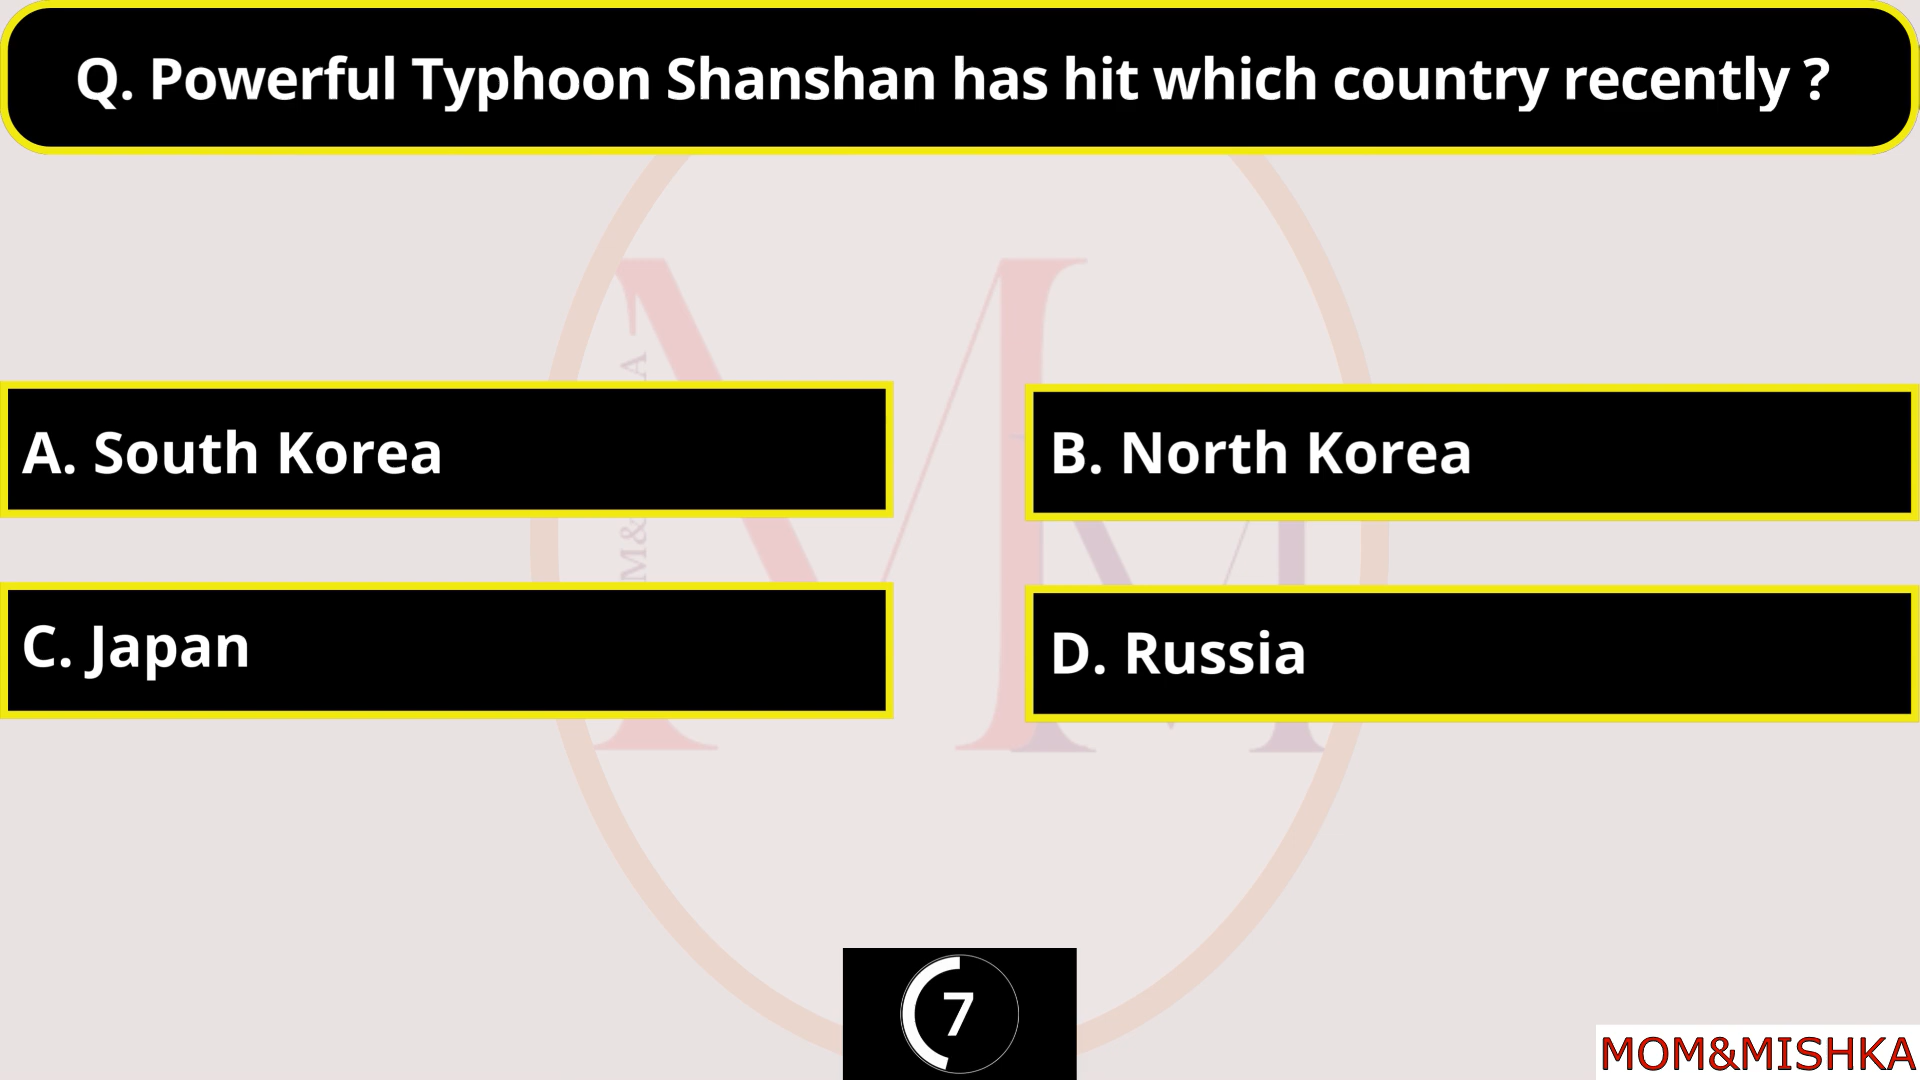 Q. Powerful Typhoon Shanshan has hit which country recently ?
A. South Korea
B. North Korea
C. Japan
D. Russia
7
MOM&MISHKA